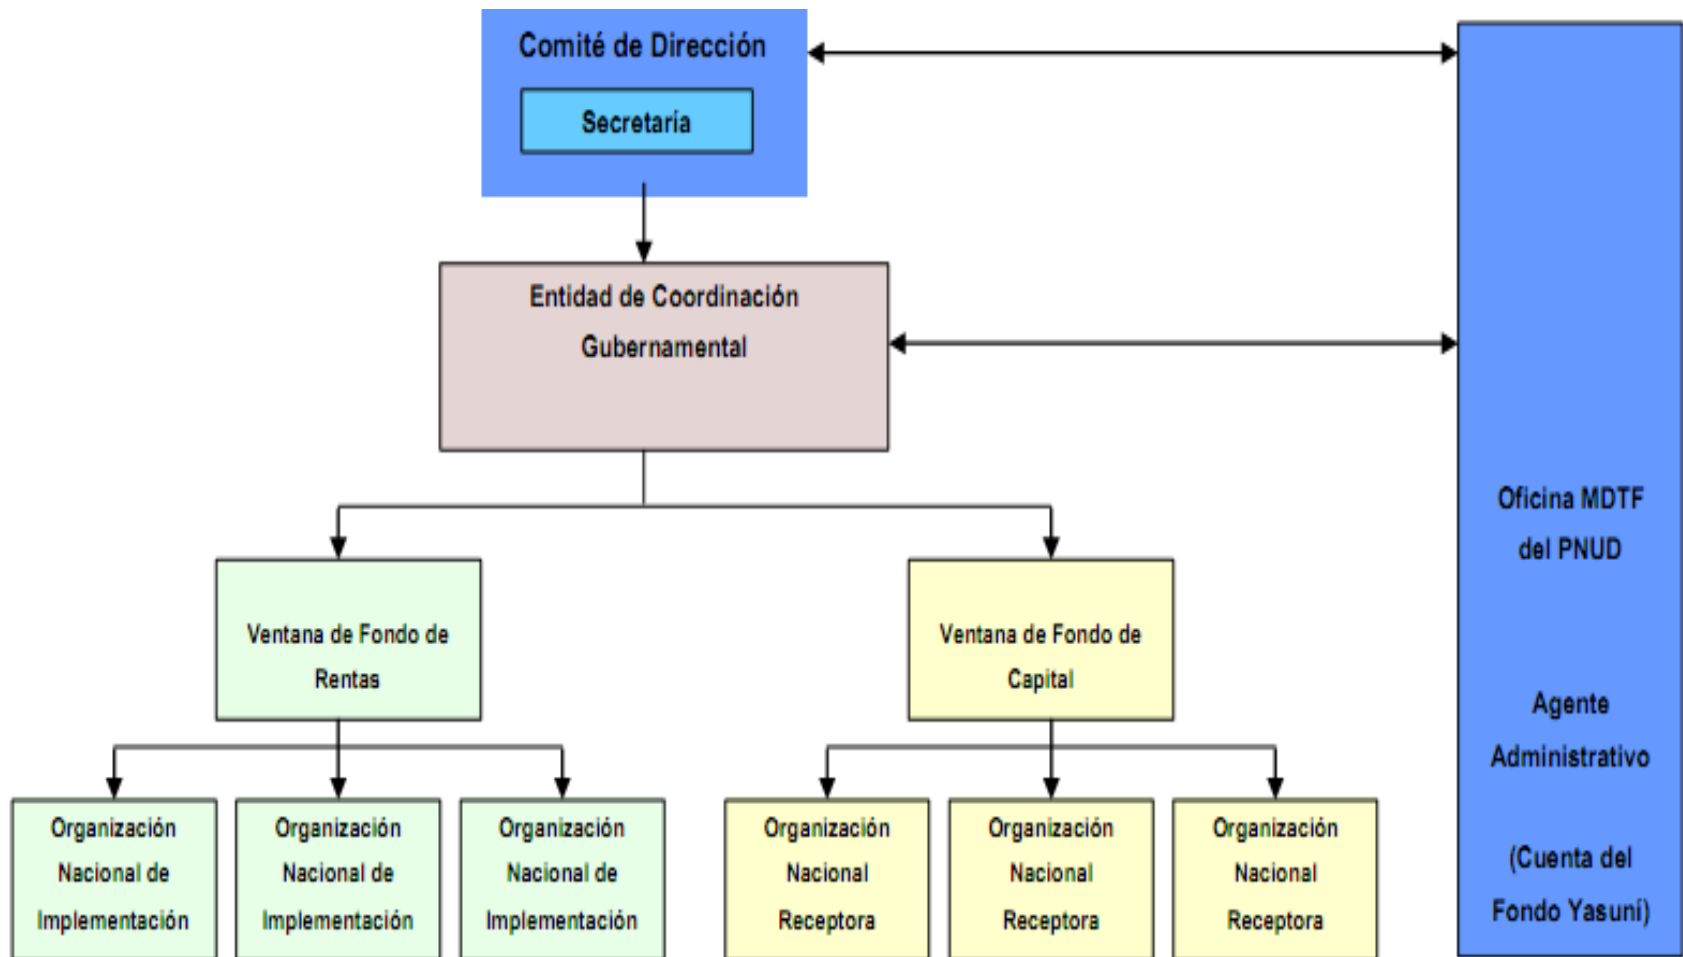 Comité de Dirección
Secretaría
Entidad de Coordinación
Gubernamental
Ventana de Fondo de
Rentas
Ventana de Fondo de
Capital
Organización
Nacional de
Implementación
Organización
Nacional de
Implementación
Organización
Nacional de
Implementación
Organización
Nacional
Receptora
Organización
Nacional
Receptora
Organización
Nacional
Receptora
Oficina MDTF
del PNUD
Agente
Administrativo
(Cuenta del
Fondo Yasuní)